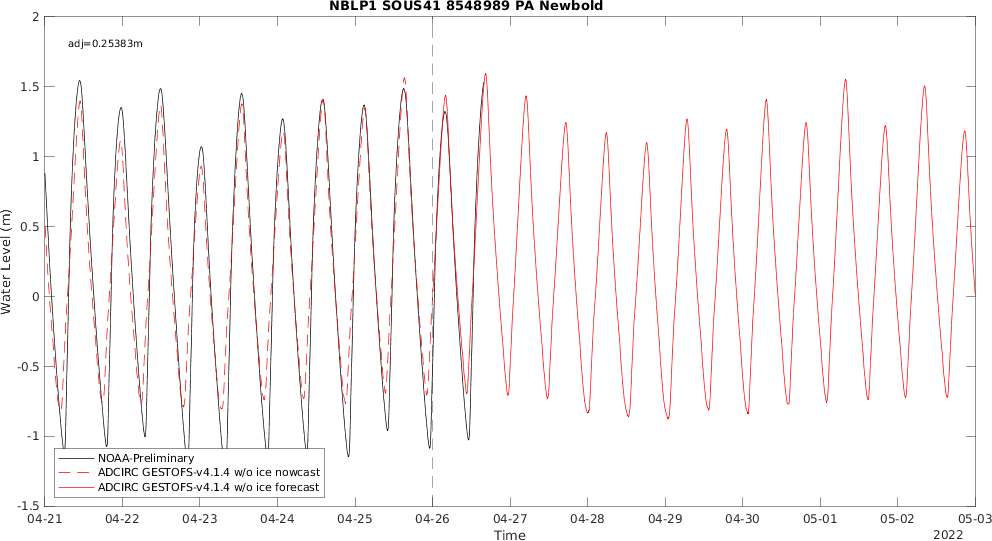 NBLP1 SOUS41 8548989 PA Newbold
adj=0.25383m
2
1.5
1
0.5
0
-0.5
-1
-1.5
Water Level (m)
NOAA-Preliminary
ADCIRC GESTOFS-v4.1.4 w/o ice nowcast
ADCIRC GESTOFS-v4.1.4 w/o ice forecast
04-21 04-22 04-23 04-24 04-25 04-26 04-27 04-28 04-29 04-30 05-01 05-02 05-03
Time
2022